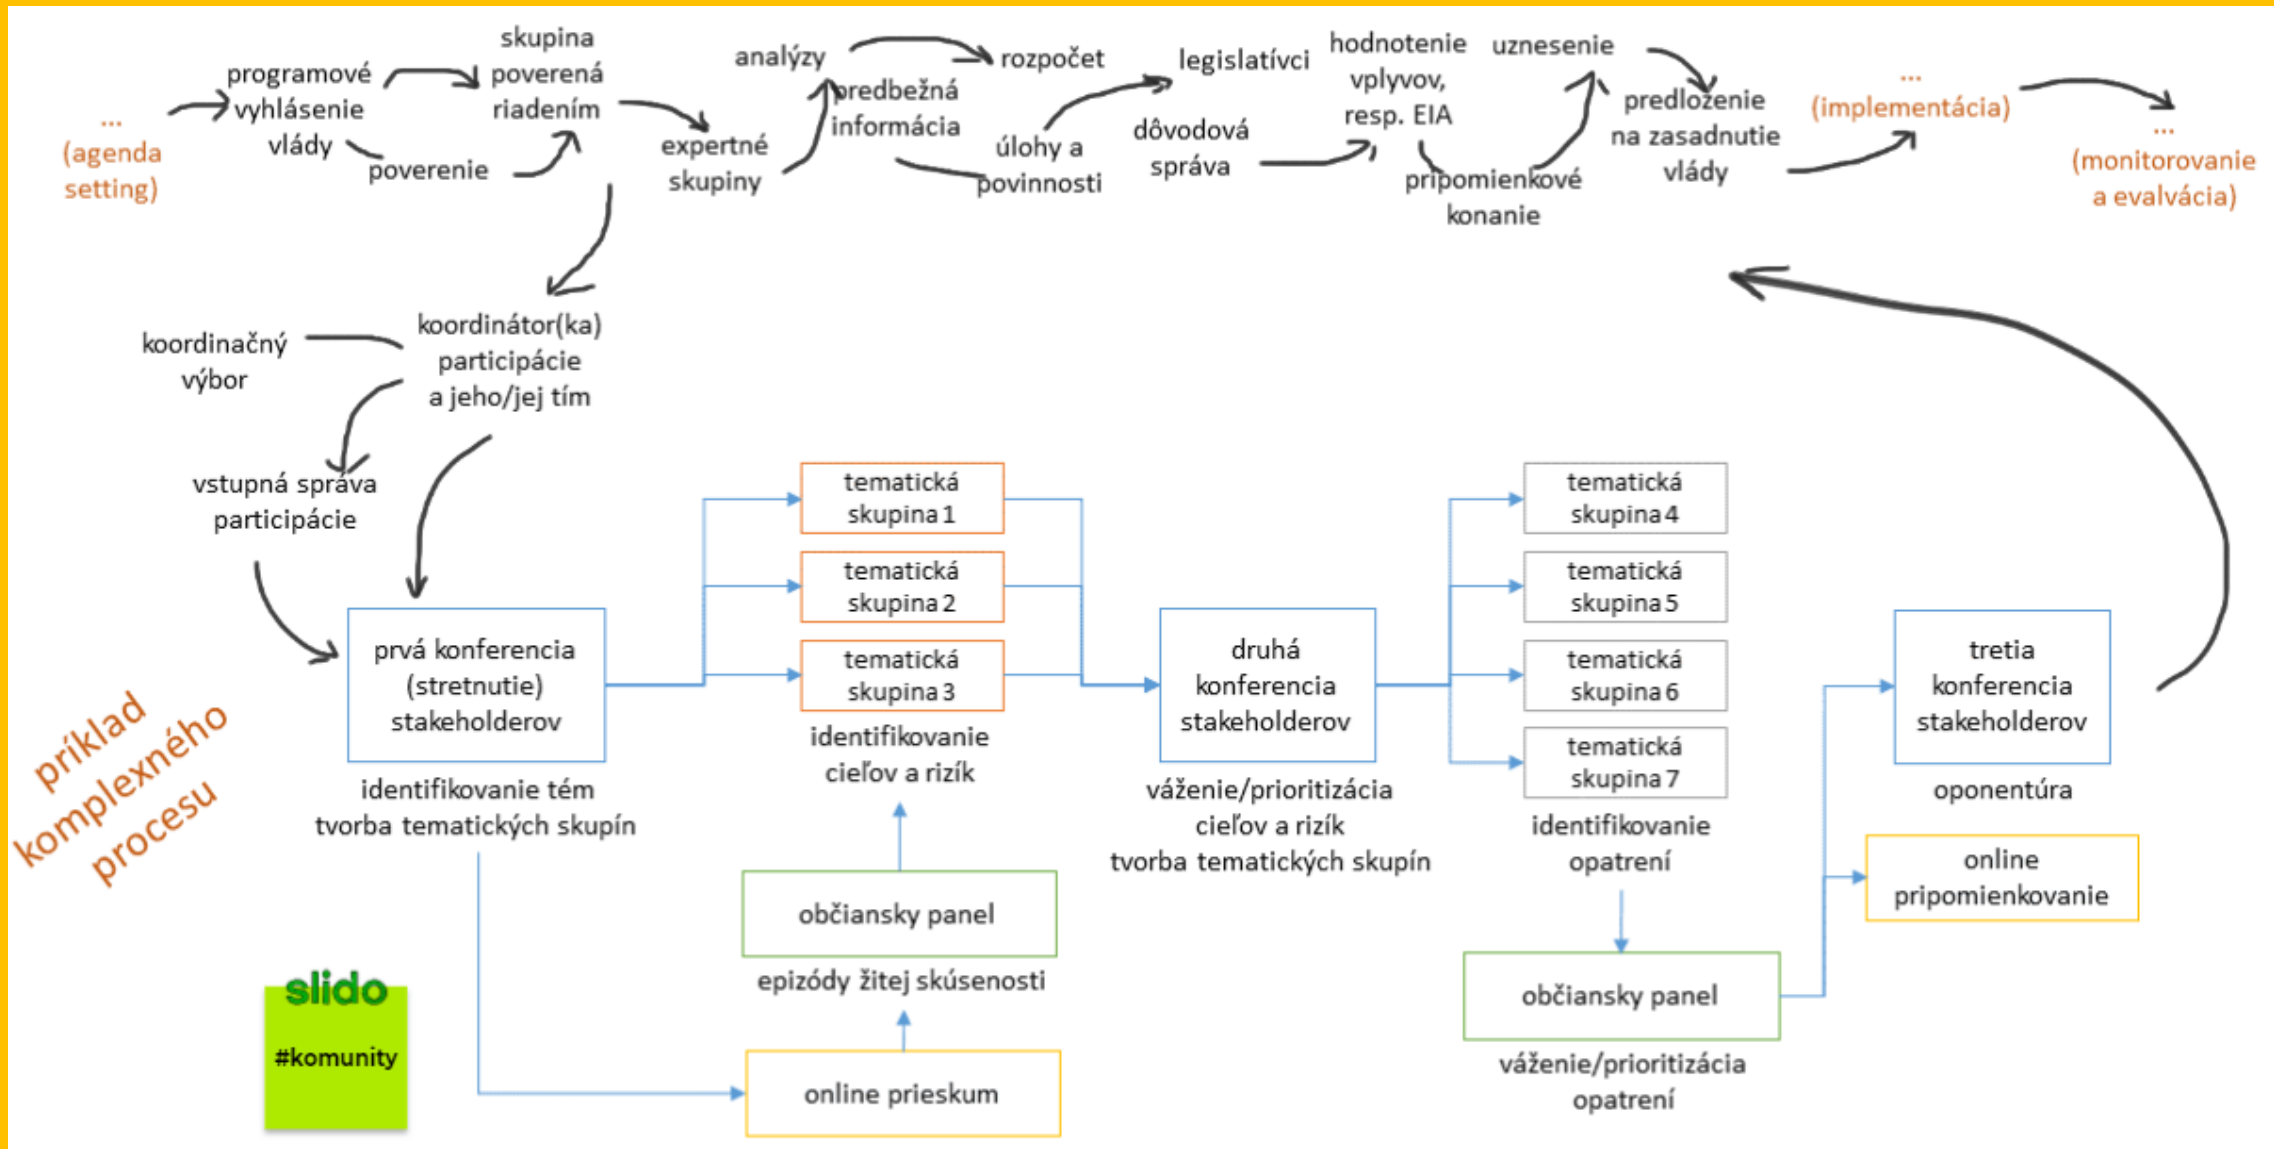 ...
(agenda
setting)
programové
vyhlásenie
vlády
poverenie
skupina
poverená
riadením
expertné
skupiny
analýzy
predbežná
informácia
rozpočet
úlohy a
povinnosti
legislatívci
dôvodová
správa
hodnotenie
vplyvov,
resp. EIA
pripomienkové
konanie
uznesenie
predloženie
na zasadnutie
vlády
...
(implementácia)
...
(monitorovanie
a evalvácia)
koordinačný
výbor
koordinátor(ka)
participácie
a jeho/jej tím
vstupná správa
participácie
príklad
komplexného
procesu
prvá konferencia
(stretnutie)
stakeholderov
identifikovanie tém
tvorba tematických skupín
tematická
skupina 1
tematická
skupina 2
tematická
skupina 3
identifikovanie
cieľov a rizík
občiansky panel
epizódy žitej skúsenosti
online prieskum
druhá
konferencia
stakeholderov
váženie/prioritizácia
cieľov a rizík
tvorba tematických skupín
tematická
skupina 4
tematická
skupina 5
tematická
skupina 6
tematická
skupina 7
identifikovanie
opatrení
občiansky panel
váženie/prioritizácia
opatrení
tretia
konferencia
stakeholderov
oponentúra
online
pripomienkovanie
slido
#komunity